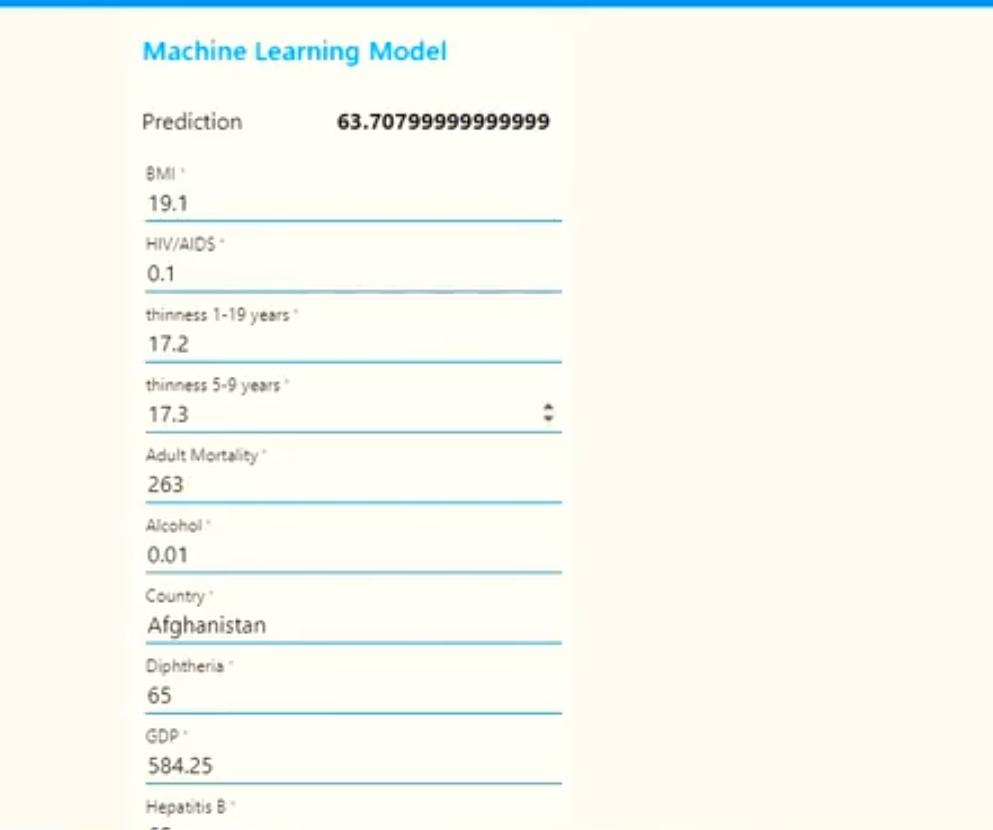 Machine Learning Model
Prediction 63.70799999999999
BMI *
19.1
HIV/AIDS *
0.1
thinness 1-19 years *
17.2
thinness 5-9 years *
17.3
Adult Mortality *
263
Alcohol *
0.01
Country *
Afghanistan
Diphtheria *
65
GDP *
584.25
Hepatitis B *